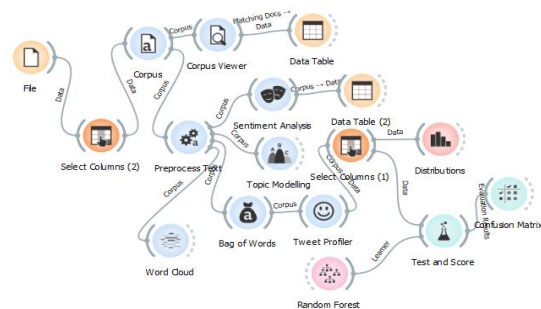 File
Data
Select Columns (2)
Data
Corpus
Corpus
Corpus Viewer
Matching Docs →
Data
Data Table
Corpus
Preprocess Text
Corpus
Sentiment Analysis
Corpus → Data
Data Table (2)
Corpus
Topic Modelling
Corpus
Word Cloud
Corpus
Bag of Words
Corpus
Tweet Profiler
Corpus → Data
Select Columns (1)
Data
Distributions
Data
Test and Score
Learner
Random Forest
Evaluation Results
Confusion Matrix